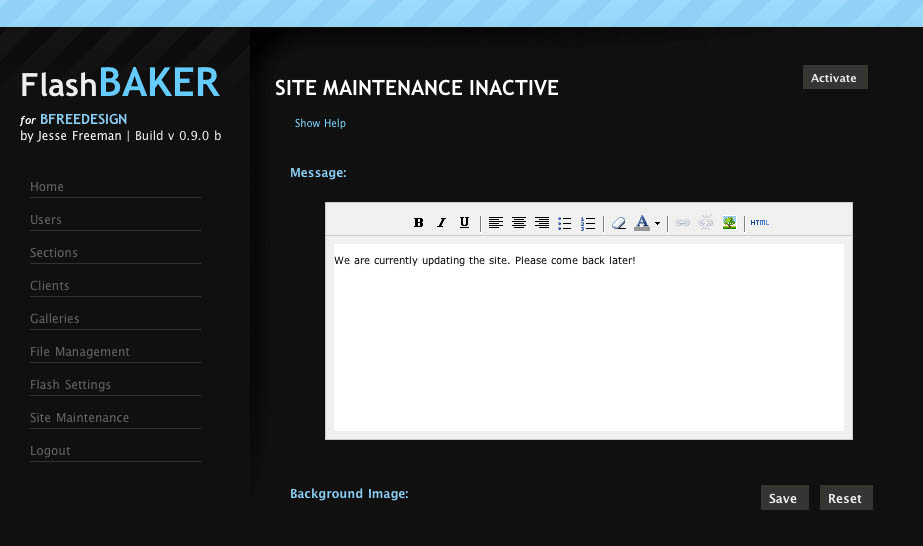 FlashBAKER
for BFREEDESIGN
by Jesse Freeman | Build v 0.9.0 b
Home
Users
Sections
Clients
Galleries
File Management
Flash Settings
Site Maintenance
Logout
SITE MAINTENANCE INACTIVE
Activate
Show Help
Message:
B I U A HTML
We are currently updating the site. Please come back later!
Background Image:
Save Reset